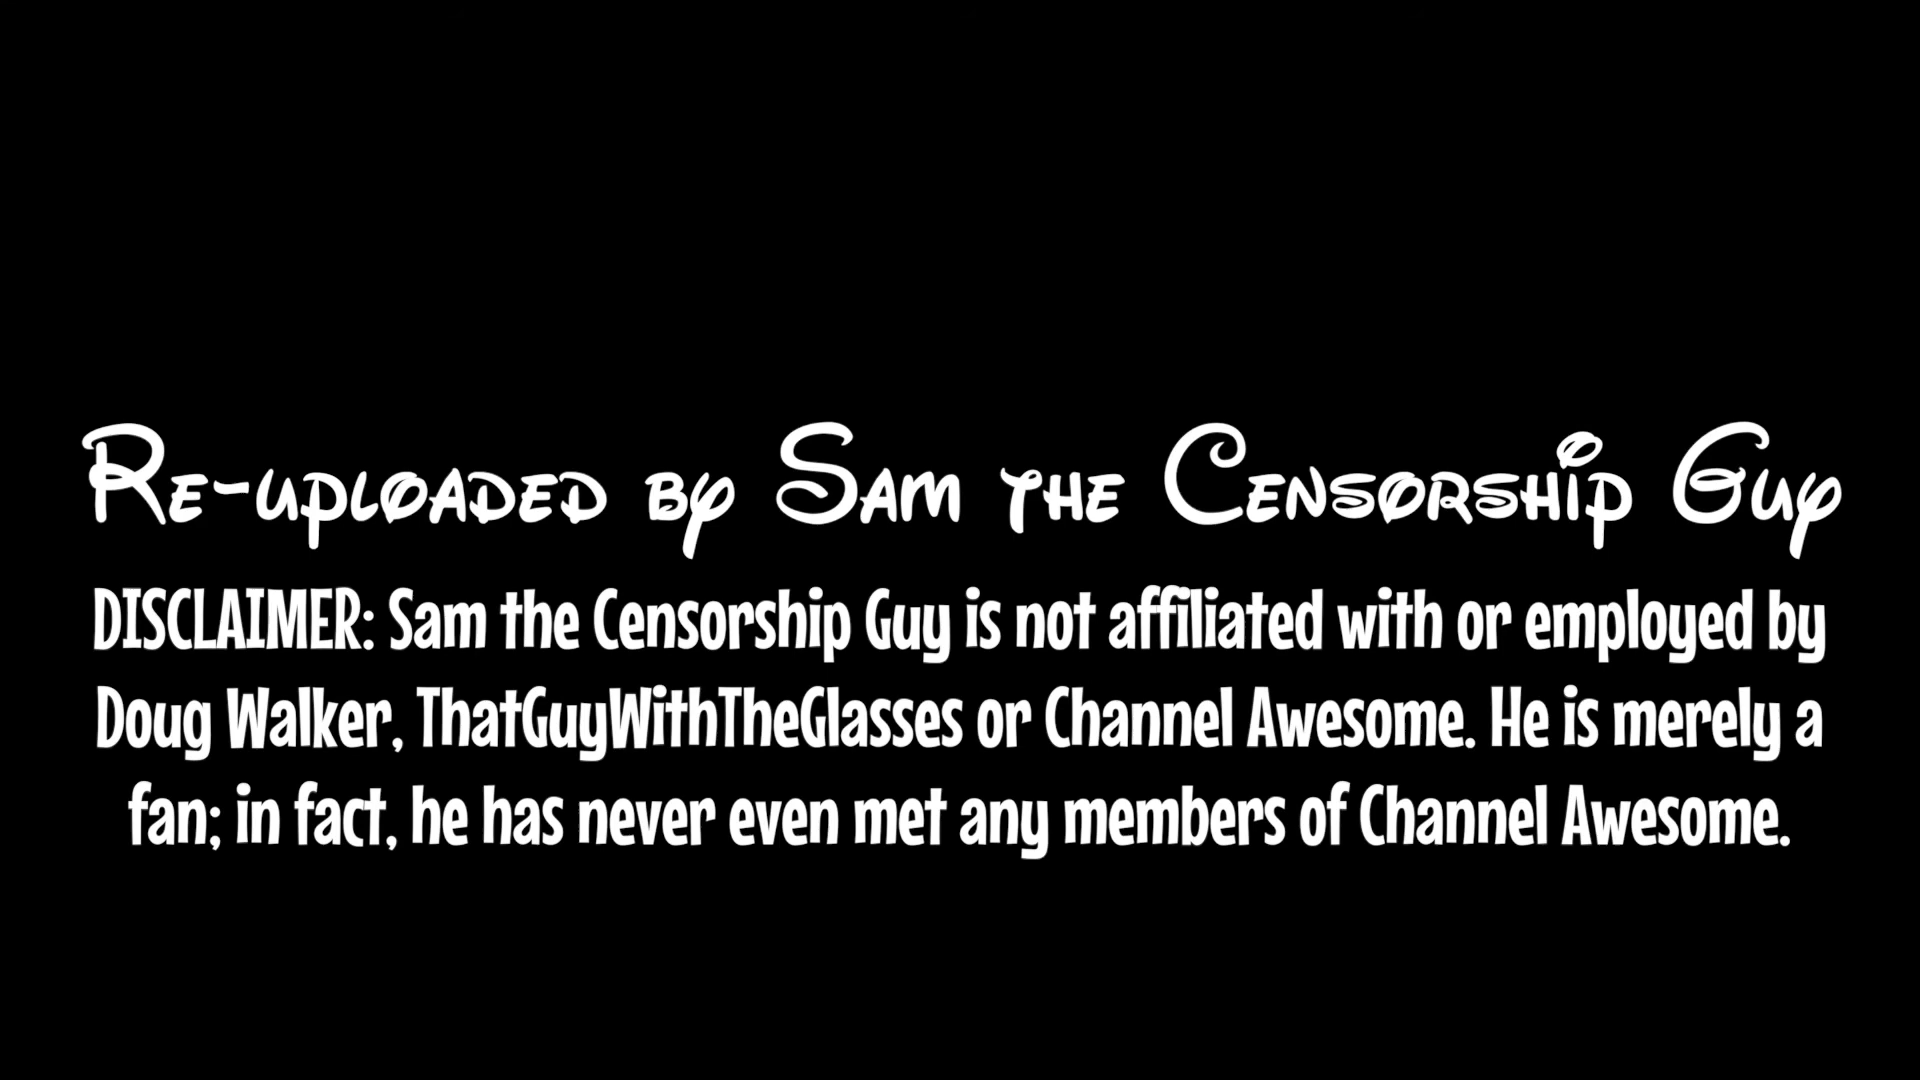 Re-uploaded by Sam the Censorship Guy
DISCLAIMER: Sam the Censorship Guy is not affiliated with or employed by
Doug Walker, ThatGuyWithTheGlasses or Channel Awesome. He is merely a
fan; in fact, he has never even met any members of Channel Awesome.